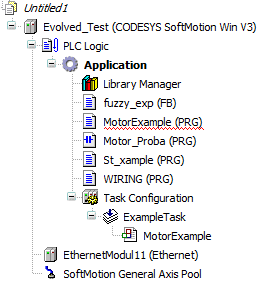 Untitled1
Evolved_Test (CODESYS SoftMotion Win V3)
PLC Logic
Application
Library Manager
fuzzy_exp (FB)
MotorExample (PRG)
Motor_Proba (PRG)
St_xample (PRG)
WIRING (PRG)
Task Configuration
ExampleTask
MotorExample
EthernetModul11 (Ethernet)
SoftMotion General Axis Pool